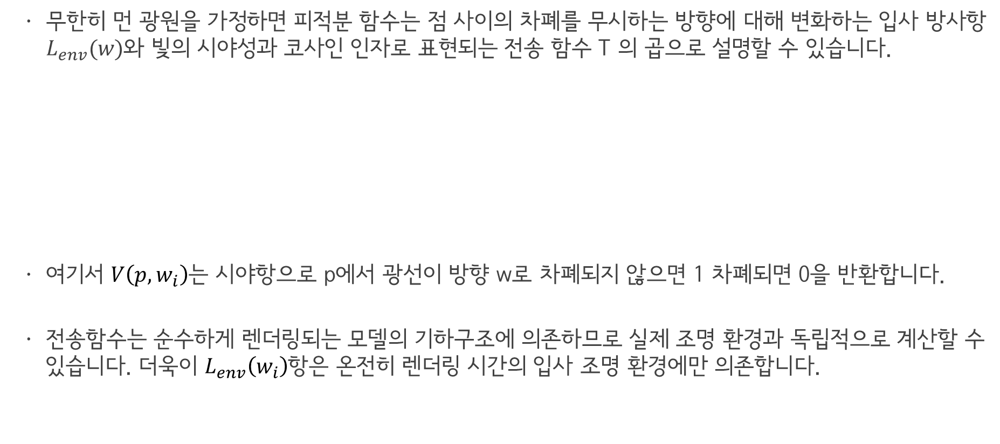 · 무한히 먼 광원을 가정하면 피적분 함수는 점 사이의 차폐를 무시하는 방향에 대해 변화하는 입사 방사항
L_env(w)와 빛의 시야성과 코사인 인자로 표현되는 전송 함수 T 의 곱으로 설명할 수 있습니다.
· 여기서 V(p, w_i)는 시야항으로 p에서 광선이 방향 w로 차폐되지 않으면 1 차폐되면 0을 반환합니다.
· 전송함수는 순수하게 렌더링되는 모델의 기하구조에 의존하므로 실제 조명 환경과 독립적으로 계산할 수
있습니다. 더욱이 L_env(w_i)항은 온전히 렌더링 시간의 입사 조명 환경에만 의존합니다.